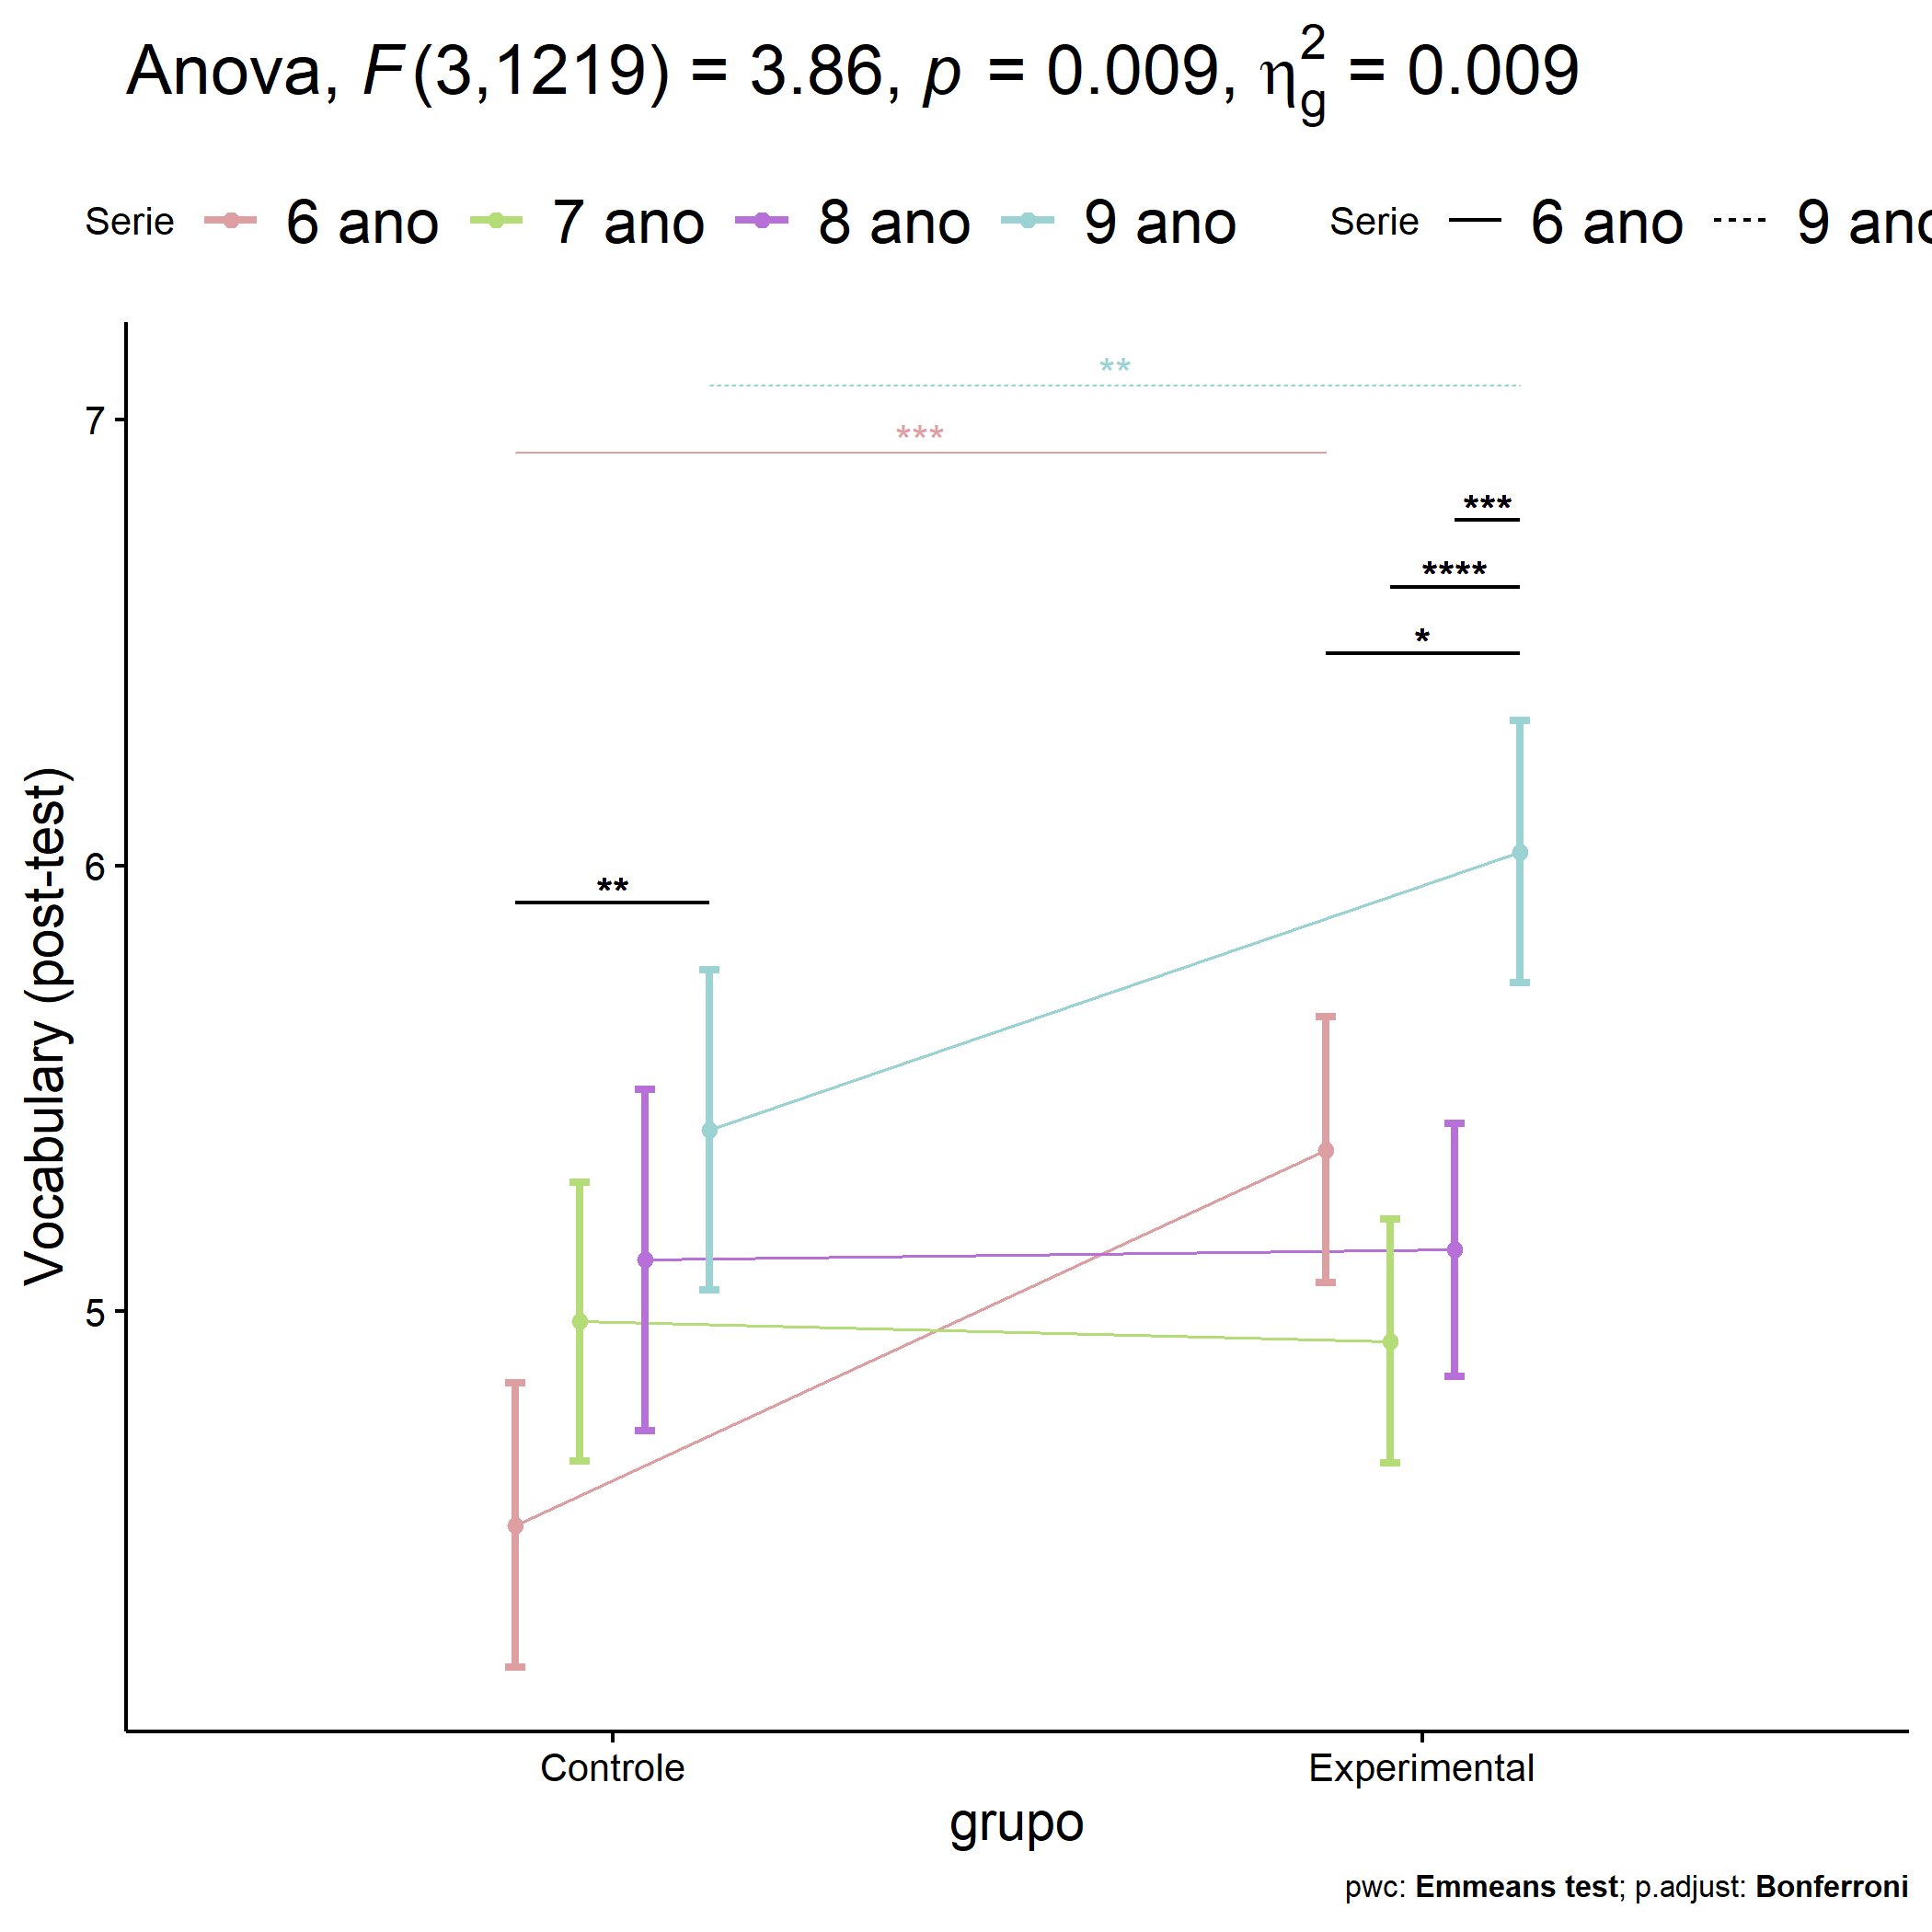 Anova, F(3,1219) = 3.86, p = 0.009, η²g = 0.009
Serie 6 ano 7 ano 8 ano 9 ano Serie 6 ano 9 ano
**
7
***
***
****
*
Vocabulary (post-test)
6
**
5
Controle Experimental
grupo
pwc: Emmeans test; p.adjust: Bonferroni